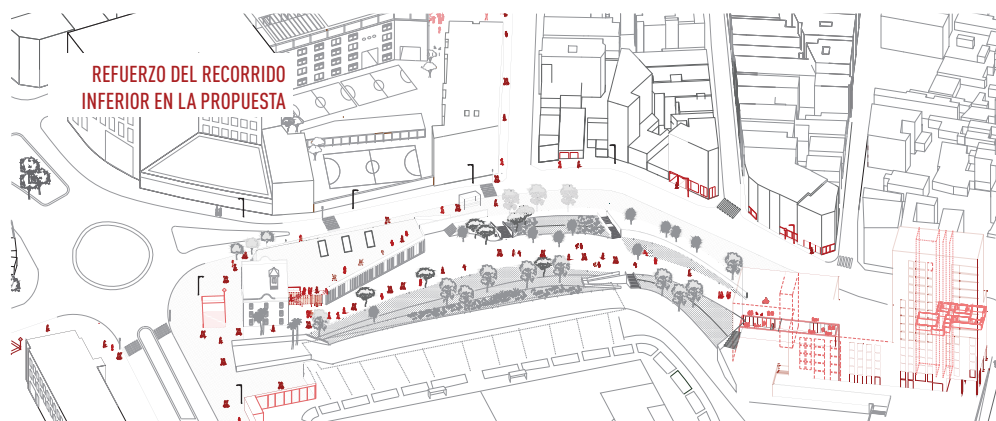 REFUERZO DEL RECORRIDO
INFERIOR EN LA PROPUESTA